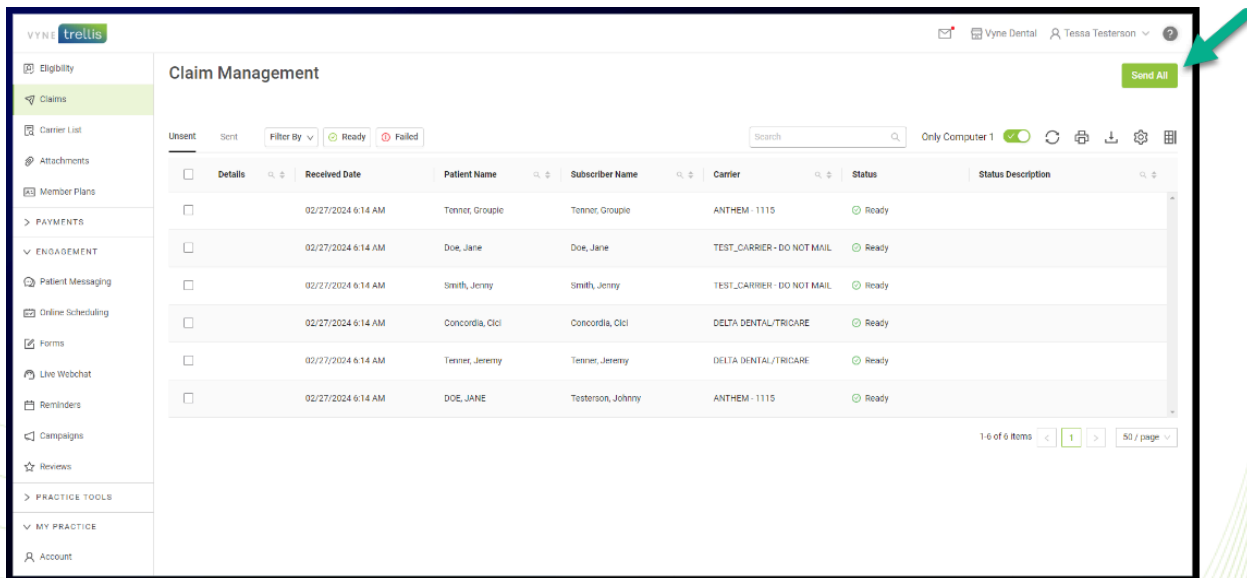 VYNE trellis
Vyne Dental Tessa Testerson ?
Eligibility
Claims
Carrier List
Attachments
Member Plans
> PAYMENTS
ENGAGEMENT
Patient Messaging
Online Scheduling
Forms
Live Webchat
Reminders
Campaigns
Reviews
> PRACTICE TOOLS
MY PRACTICE
Account
Claim Management
Send All
Unsent Sent Filter By Ready Failed Search Only Computer 1
Details Received Date Patient Name Subscriber Name Carrier Status Status Description
02/27/2024 6:14 AM Tenner, Groupie Tenner, Groupie ANTHEM - 1115 Ready
02/27/2024 6:14 AM Doe, Jane Doe, Jane TEST_CARRIER - DO NOT MAIL Ready
02/27/2024 6:14 AM Smith, Jenny Smith, Jenny TEST_CARRIER - DO NOT MAIL Ready
02/27/2024 6:14 AM Concordia, Cici Concordia, Cici DELTA DENTAL/TRICARE Ready
02/27/2024 6:14 AM Tenner, Jeremy Tenner, Jeremy DELTA DENTAL/TRICARE Ready
02/27/2024 6:14 AM DOE, JANE Testerson, Johnny ANTHEM - 1115 Ready
1-6 of 6 items < 1 > 50 / page